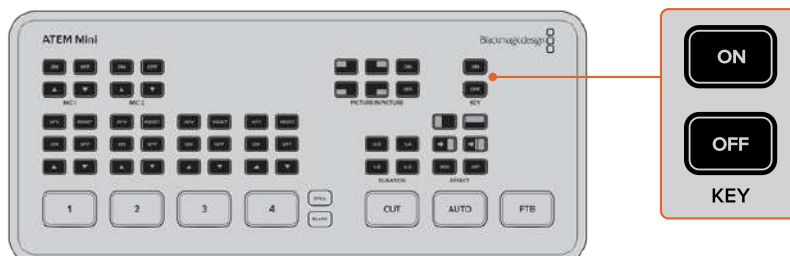 ATEM Mini
Blackmagicdesign
ON OFF ON OFF
ON
ON
OFF
OFF
MIC 1
MIC 2
PICTURE IN PICTURE
KEY
AFV RESET AFV RESET AFV RESET AFV RESET
ON OFF ON OFF ON OFF ON OFF
DURATION
EFFECT
1
2
3
4
STILL
BLACK
CUT
AUTO
FTB
ON
OFF
KEY